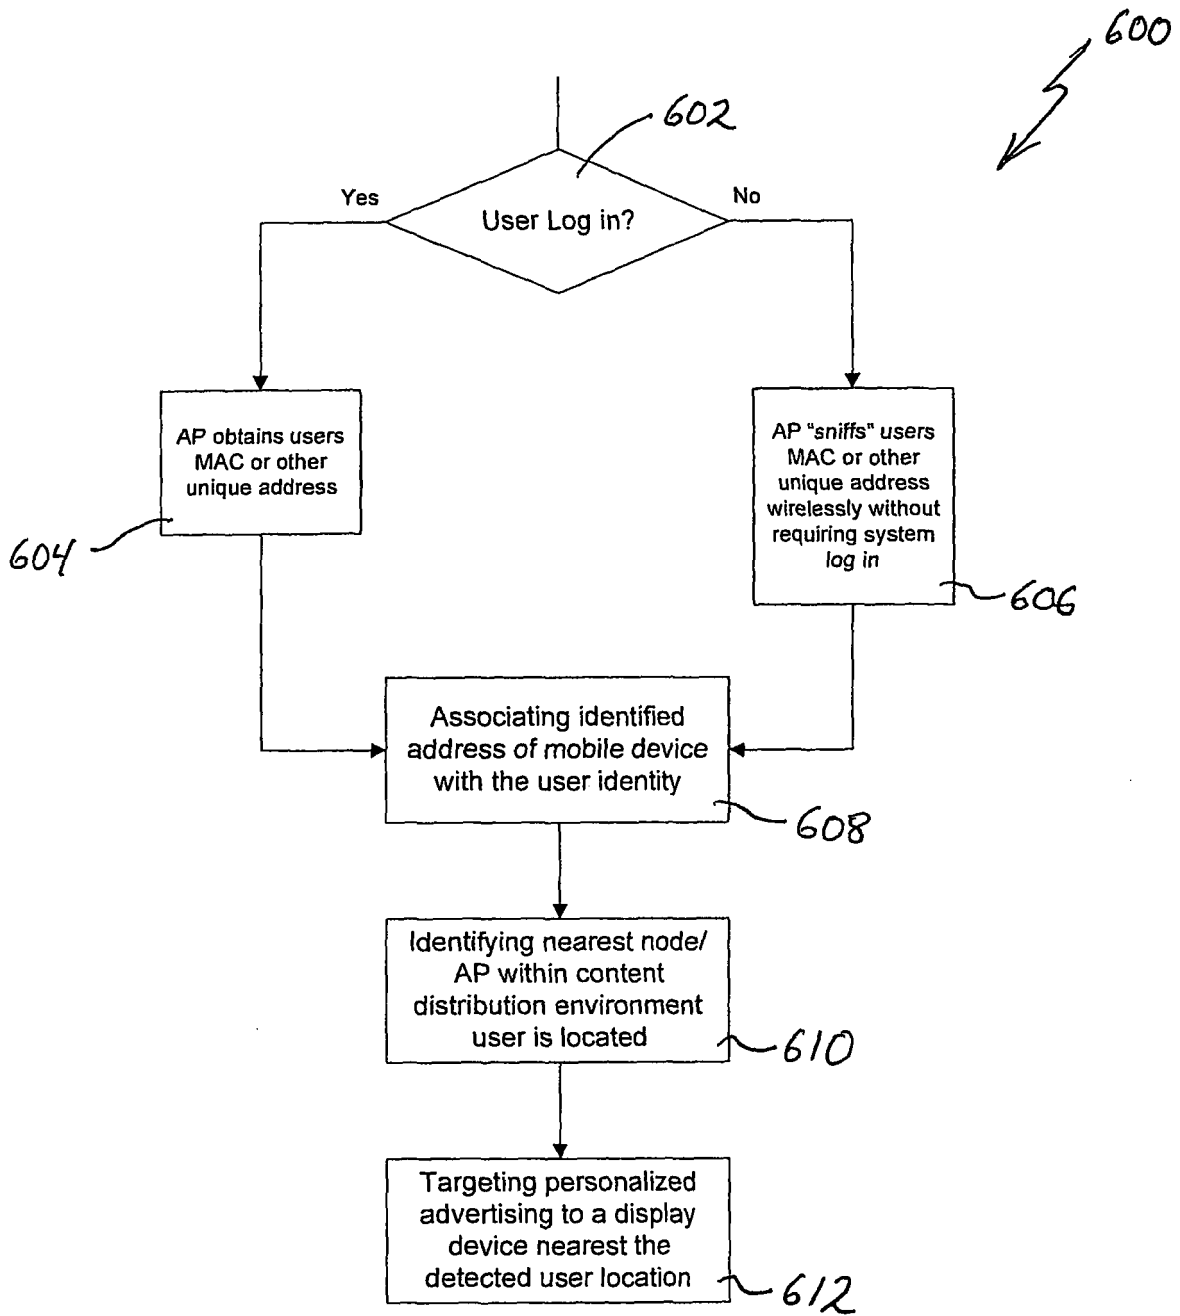 600
602
Yes
No
User Log in?
AP obtains users
MAC or other
unique address
604
AP "sniffs" users
MAC or other
unique address
wirelessly without
requiring system
log in
606
Associating identified
address of mobile device
with the user identity
608
Identifying nearest node/
AP within content
distribution environment
user is located
610
Targeting personalized
advertising to a display
device nearest the
detected user location
612